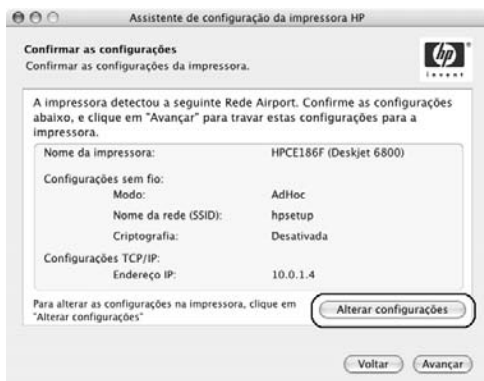 Assistente de configuração da impressora HP
Confirmar as configurações
Confirmar as configurações da impressora.
hp
invent
A impressora detectou a seguinte Rede Airport. Confirme as configurações
abaixo, e clique em "Avançar" para travar estas configurações para a
impressora.
Nome da impressora: HPCE186F (Deskjet 6800)
Configurações sem fio:
Modo: AdHoc
Nome da rede (SSID): hpsetup
Criptografia: Desativada
Configurações TCP/IP:
Endereço IP: 10.0.1.4
Para alterar as configurações na impressora, clique em
"Alterar configurações"
Alterar configurações
Voltar
Avançar